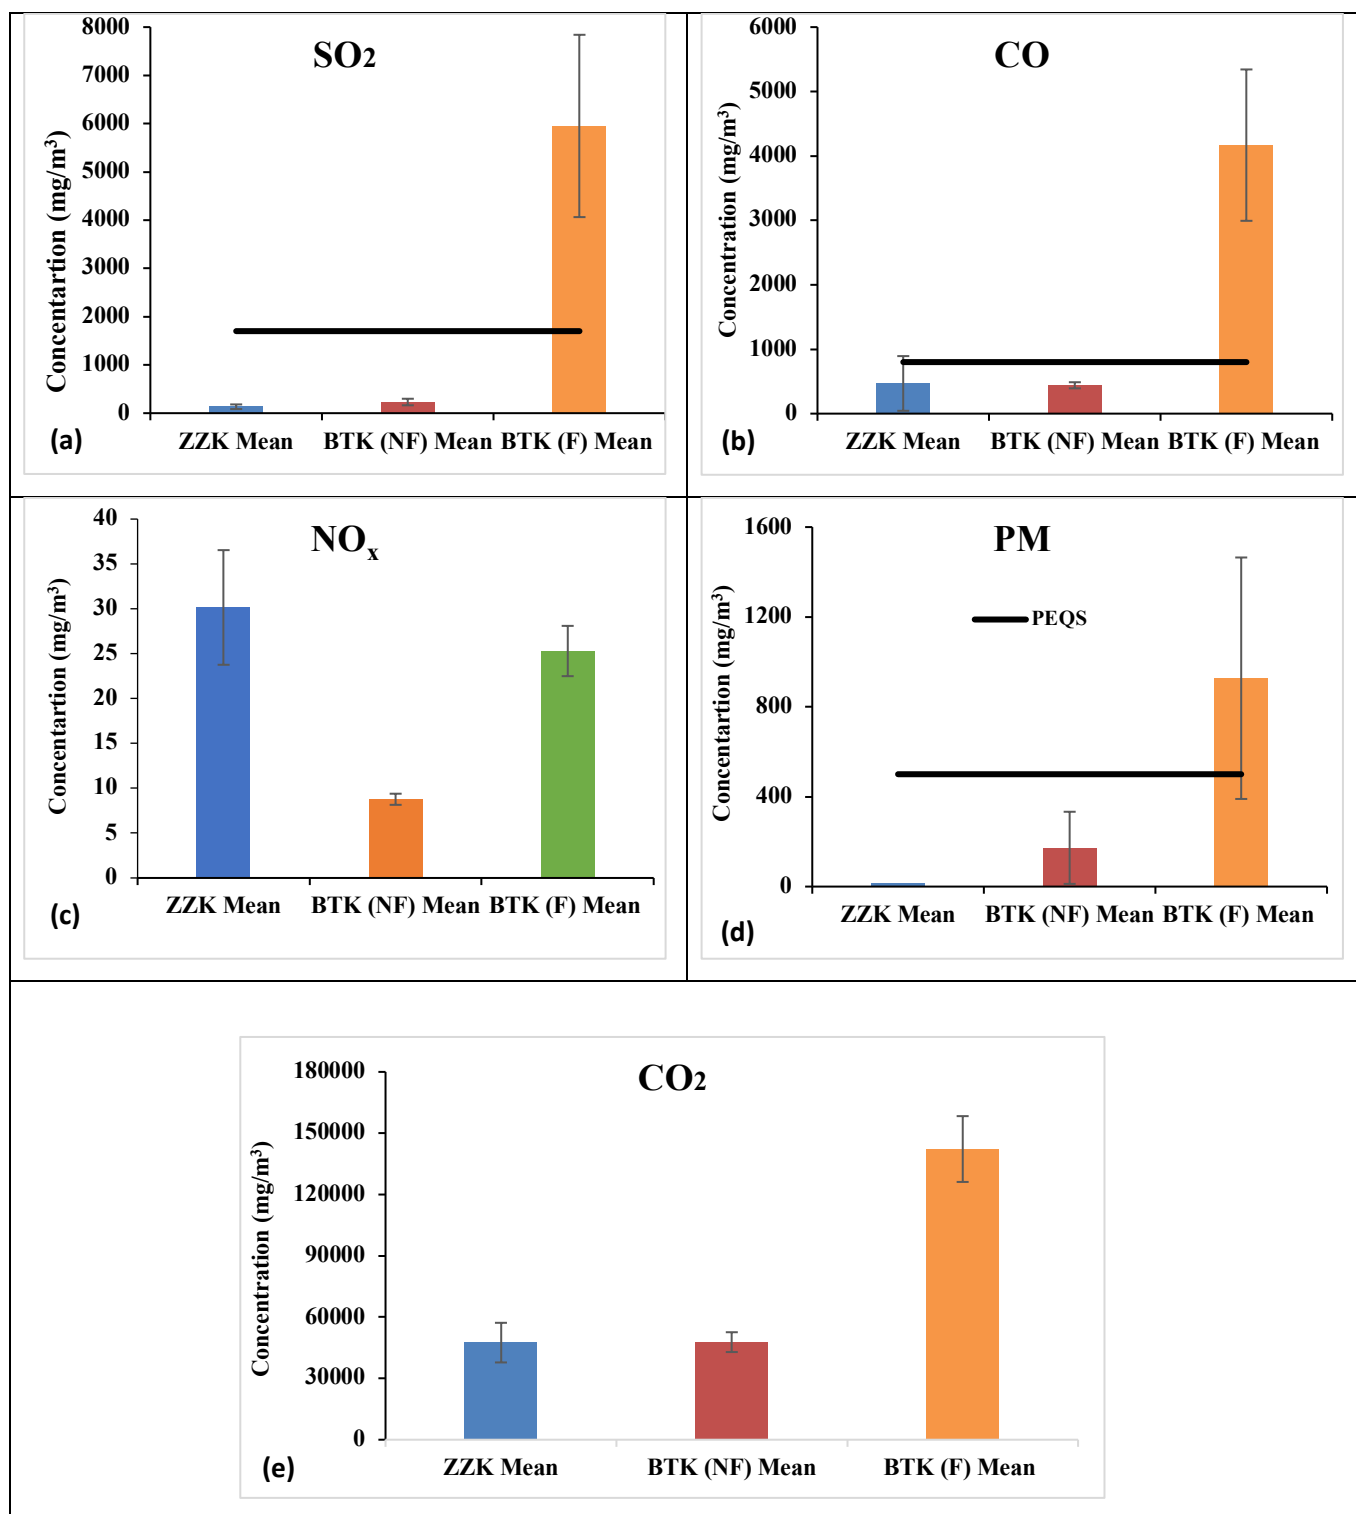 SO2
Concentartion (mg/m³)
8000
7000
6000
5000
4000
3000
2000
1000
0
ZZK Mean BTK (NF) Mean BTK (F) Mean
(a)
CO
Concentration (mg/m³)
6000
5000
4000
3000
2000
1000
0
ZZK Mean BTK (NF) Mean BTK (F) Mean
(b)
NOx
Concentartion (mg/m³)
40
35
30
25
20
15
10
5
0
ZZK Mean BTK (NF) Mean BTK (F) Mean
(c)
PM
Concentartion (mg/m³)
1600
1200
800
400
0
PEQS
ZZK Mean BTK (NF) Mean BTK (F) Mean
(d)
CO2
Concentration (mg/m³)
180000
150000
120000
90000
60000
30000
0
ZZK Mean BTK (NF) Mean BTK (F) Mean
(e)